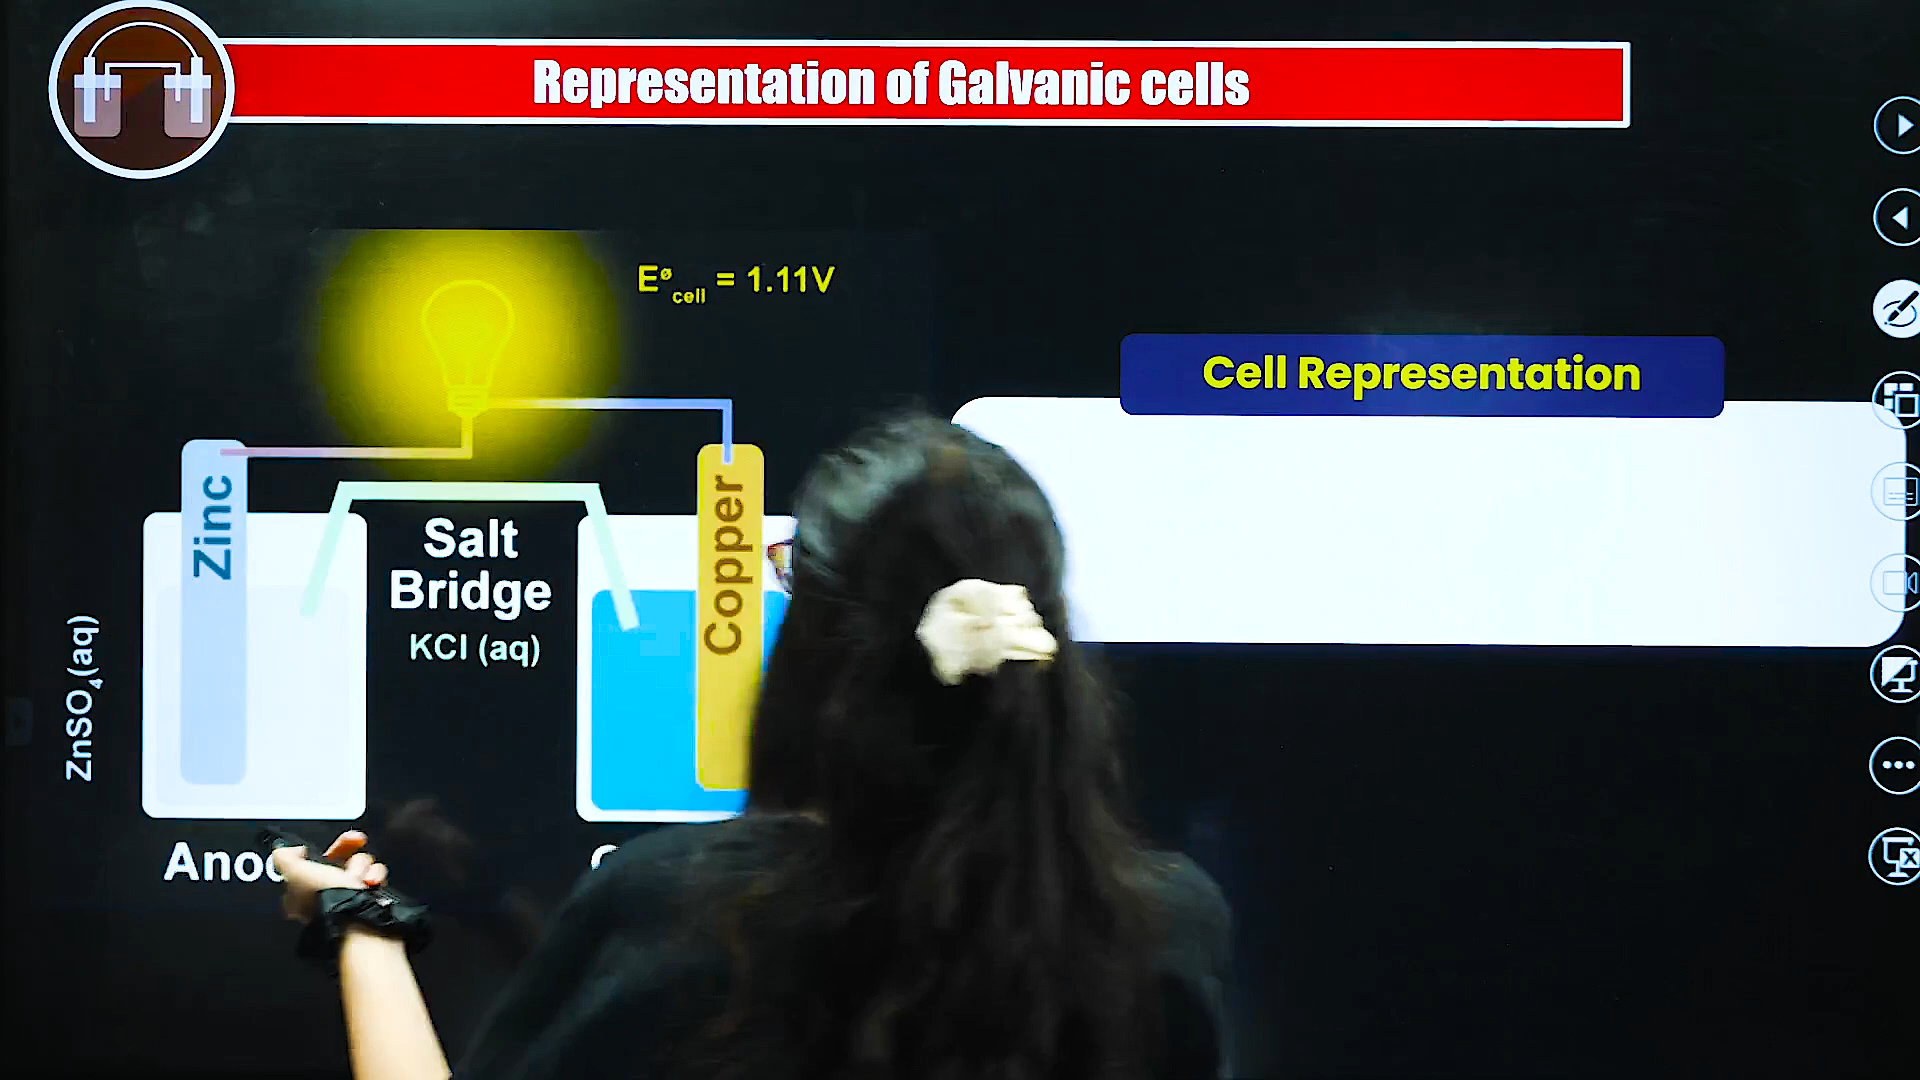 Representation of Galvanic cells
E°cell = 1.11V
Cell Representation
Zinc
Salt
Bridge
KCl (aq)
Copper
ZnSO₄(aq)